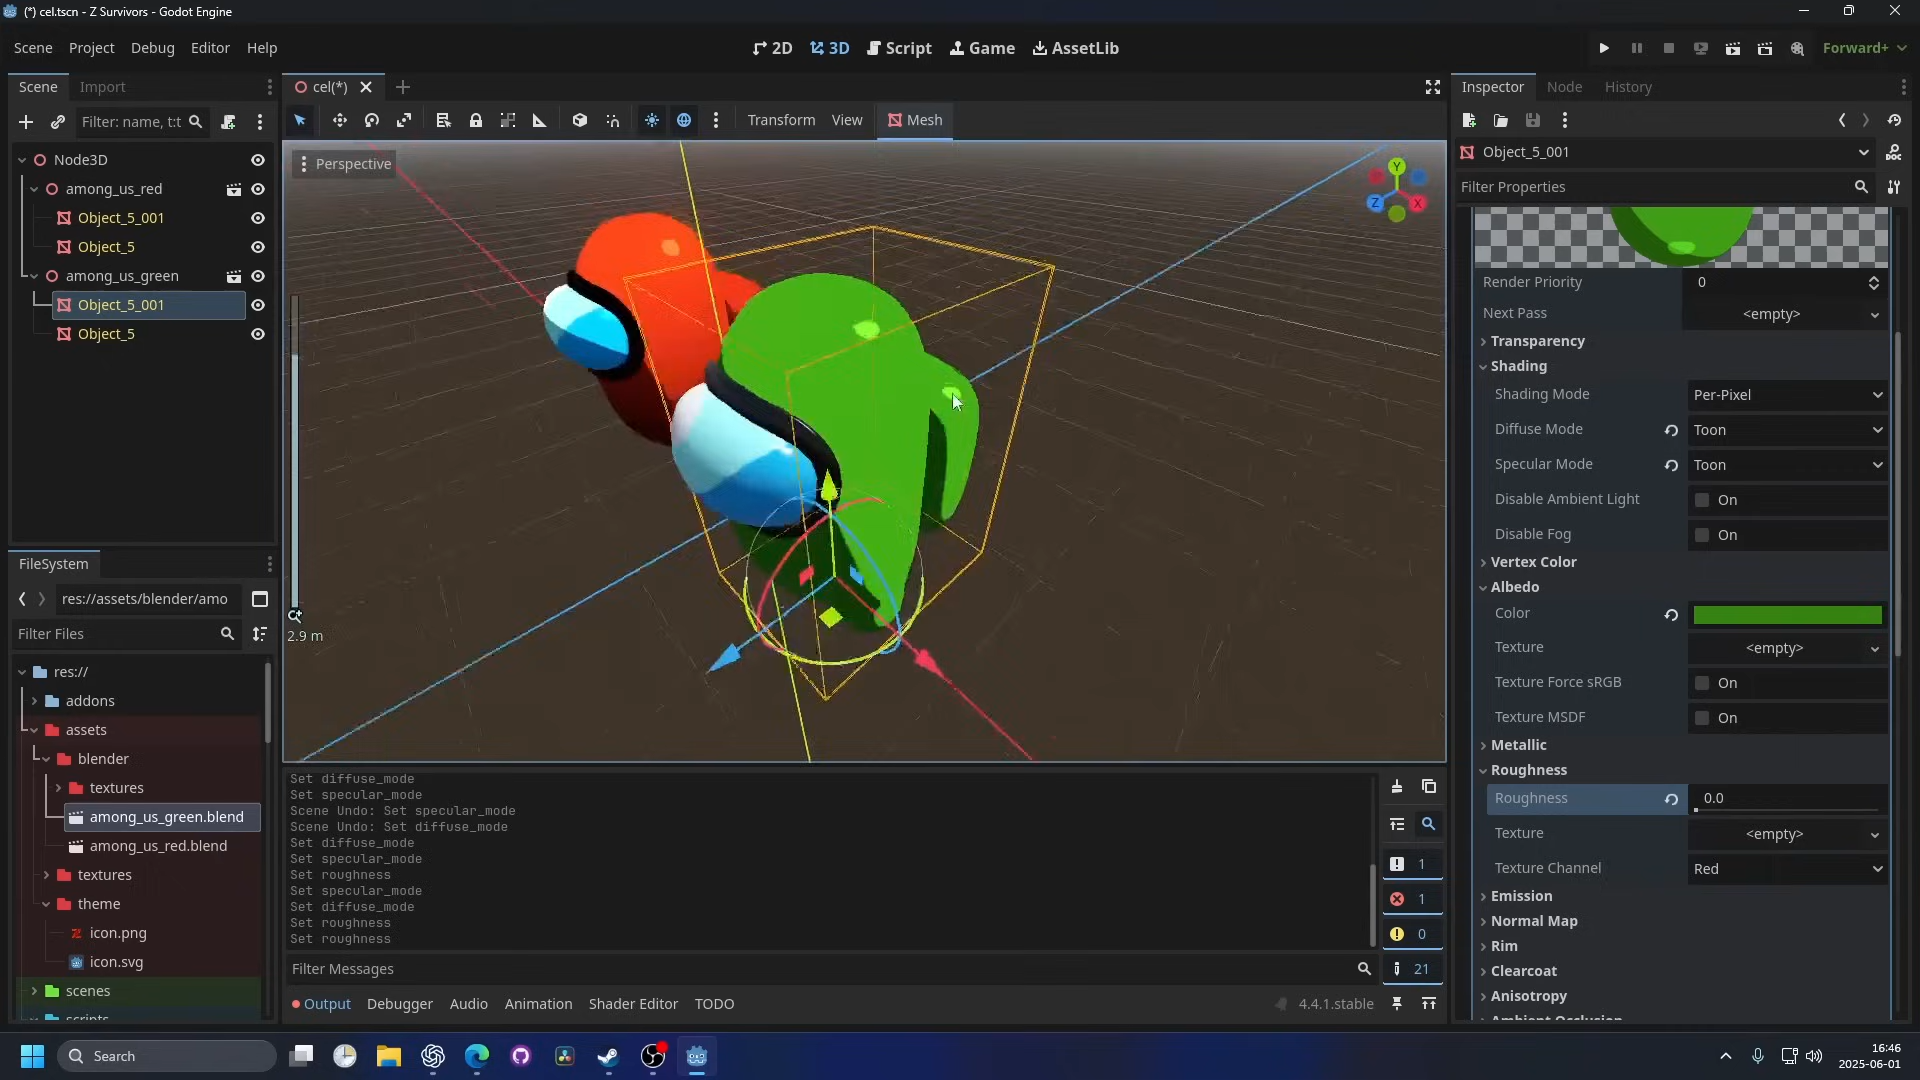 (*) cel.tscn - Z Survivors - Godot Engine
Scene Project Debug Editor Help
2D 3D Script Game AssetLib
Forward+
Scene Import
cel(*)
Inspector Node History
Filter: name, t:t
Transform View Mesh
Perspective
Y
Z
X
Node3D
among_us_red
Object_5_001
Object_5
among_us_green
Object_5_001
Object_5
2.9 m
FileSystem
res://assets/blender/amo
Filter Files
res://
addons
assets
blender
textures
among_us_green.blend
among_us_red.blend
textures
theme
icon.png
icon.svg
scenes
scripts
Set diffuse_mode
Set specular_mode
Scene Undo: Set specular_mode
Scene Undo: Set diffuse_mode
Set diffuse_mode
Set specular_mode
Set roughness
Set specular_mode
Set diffuse_mode
Set roughness
Set roughness
1
1
0
21
Filter Messages
Output Debugger Audio Animation Shader Editor TODO
4.4.1.stable
Object_5_001
Filter Properties
Render Priority 0
Next Pass <empty>
Transparency
Shading
Shading Mode Per-Pixel
Diffuse Mode Toon
Specular Mode Toon
Disable Ambient Light On
Disable Fog On
Vertex Color
Albedo
Color
Texture <empty>
Texture Force sRGB On
Texture MSDF On
Metallic
Roughness
Roughness 0.0
Texture <empty>
Texture Channel Red
Emission
Normal Map
Rim
Clearcoat
Anisotropy
Ambient Occlusion
Search
16:46
2025-06-01